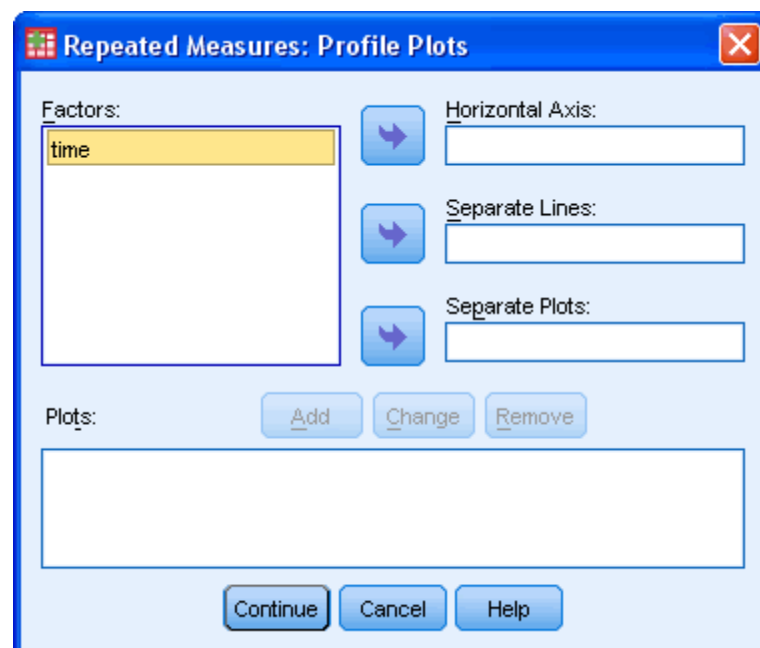 Repeated Measures: Profile Plots
Factors:
time
Horizontal Axis:
Separate Lines:
Separate Plots:
Plots:
Add Change Remove
Continue Cancel Help